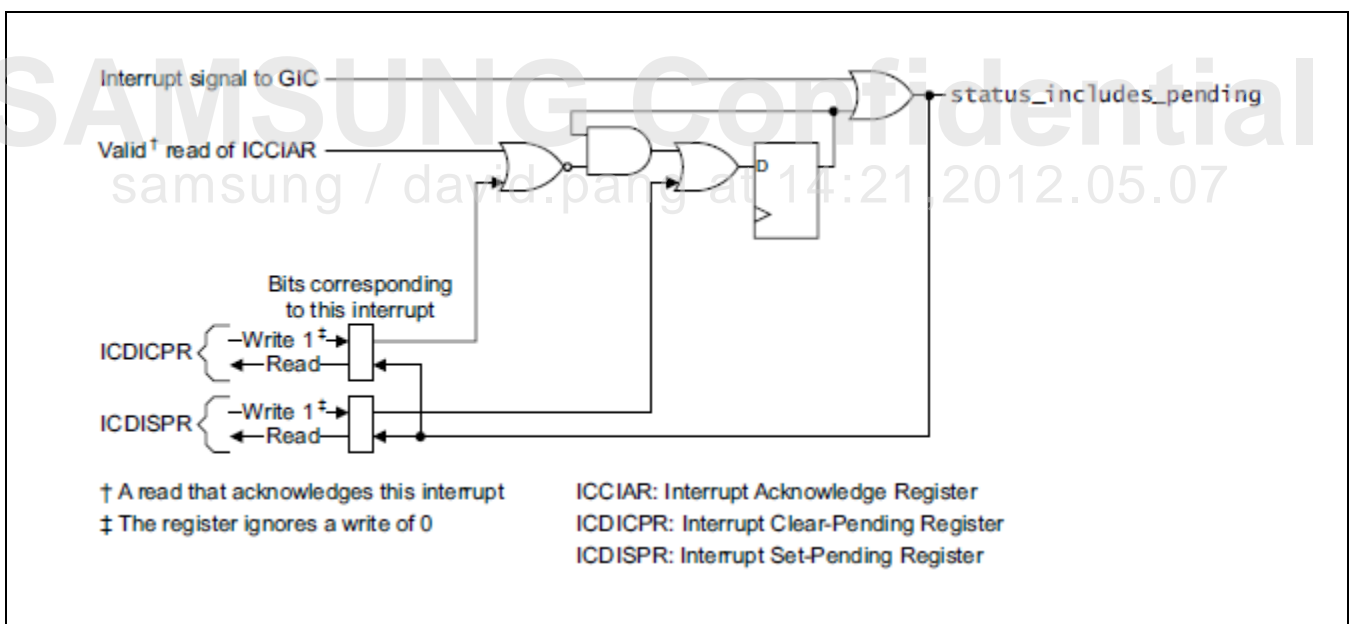 SAMSUNG Confidential
Interrupt signal to GIC
status_includes_pending
Valid† read of ICCIAR
D
samsung / david.pang at 14:21,2012.05.07
Bits corresponding
to this interrupt
ICDICPR
Write 1‡
Read
ICDISPR
Write 1‡
Read
† A read that acknowledges this interrupt
‡ The register ignores a write of 0
ICCIAR: Interrupt Acknowledge Register
ICDICPR: Interrupt Clear-Pending Register
ICDISPR: Interrupt Set-Pending Register